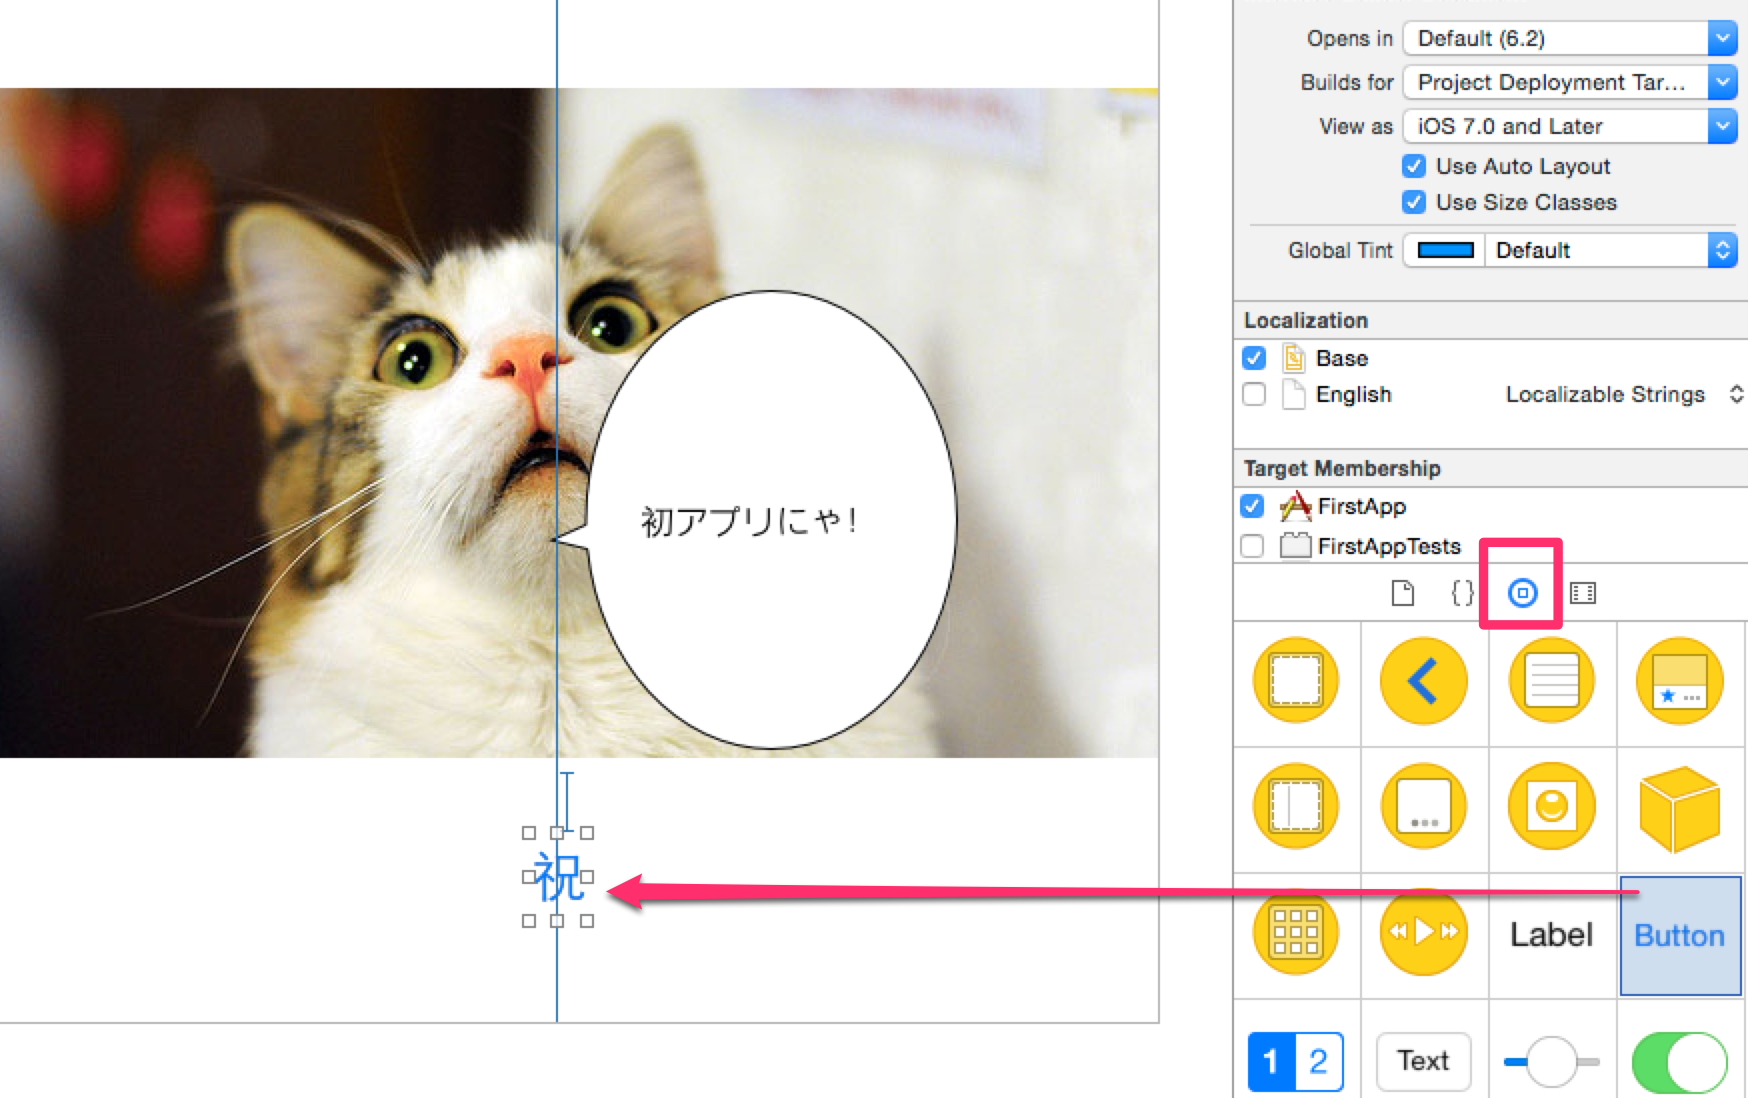 初アプリにゃ!
祝
Opens in Default (6.2)
Builds for Project Deployment Tar...
View as iOS 7.0 and Later
Use Auto Layout
Use Size Classes
Global Tint Default
Localization
Base
English Localizable Strings
Target Membership
FirstApp
FirstAppTests
{}
Label Button
1 2 Text